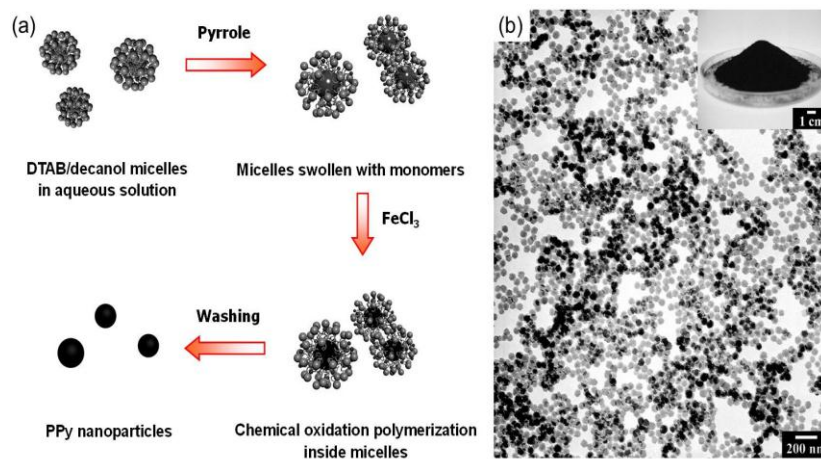 (a)
Pyrrole
DTAB/decanol micelles
in aqueous solution
Micelles swollen with monomers
FeCl₃
Washing
PPy nanoparticles
Chemical oxidation polymerization
inside micelles
(b)
1 cm
200 nm